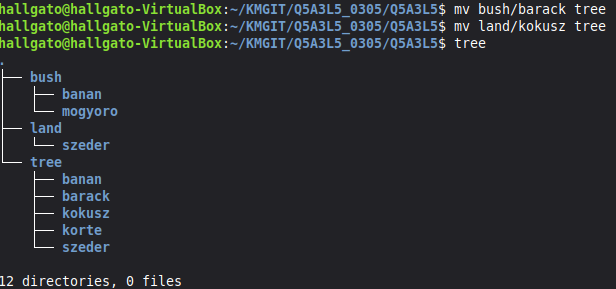 hallgato@hallgato-VirtualBox:~/KMGIT/Q5A3L5_0305/Q5A3L5$ mv bush/barack tree
hallgato@hallgato-VirtualBox:~/KMGIT/Q5A3L5_0305/Q5A3L5$ mv land/kokusz tree
hallgato@hallgato-VirtualBox:~/KMGIT/Q5A3L5_0305/Q5A3L5$ tree
.
├── bush
│   ├── banan
│   └── mogyoro
├── land
│   └── szeder
└── tree
    ├── banan
    ├── barack
    ├── kokusz
    ├── korte
    └── szeder
12 directories, 0 files